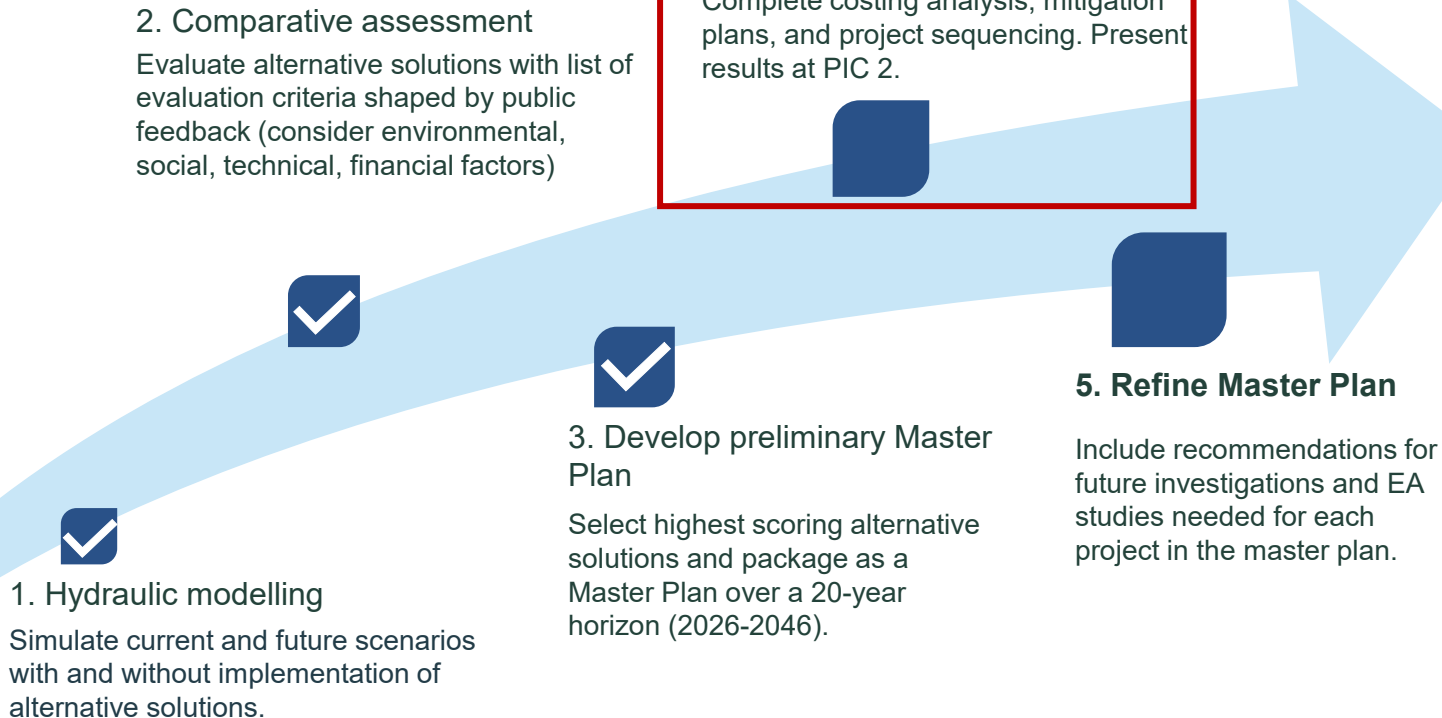 2. Comparative assessment
Evaluate alternative solutions with list of
evaluation criteria shaped by public
feedback (consider environmental,
social, technical, financial factors)
Complete costing analysis, mitigation
plans, and project sequencing. Present
results at PIC 2.
1. Hydraulic modelling
Simulate current and future scenarios
with and without implementation of
alternative solutions.
3. Develop preliminary Master
Plan
Select highest scoring alternative
solutions and package as a
Master Plan over a 20-year
horizon (2026-2046).
5. Refine Master Plan
Include recommendations for
future investigations and EA
studies needed for each
project in the master plan.